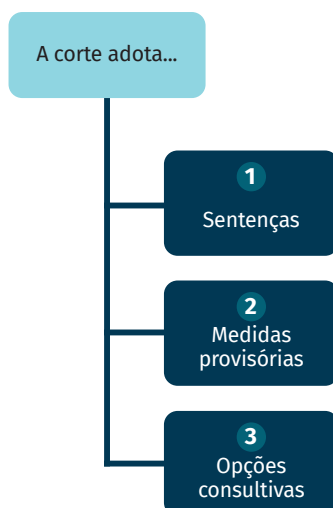 A corte adota...
1
Sentenças
2
Medidas
provisórias
3
Opções
consultivas